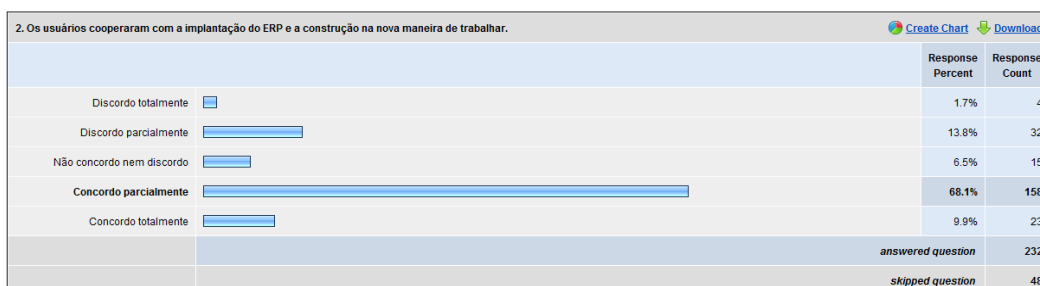 2. Os usuários cooperaram com a implantação do ERP e a construção na nova maneira de trabalhar. Create Chart Download
Response Percent Response Count
Discordo totalmente 1.7% 4
Discordo parcialmente 13.8% 32
Não concordo nem discordo 6.5% 15
Concordo parcialmente 68.1% 158
Concordo totalmente 9.9% 23
answered question 232
skipped question 48